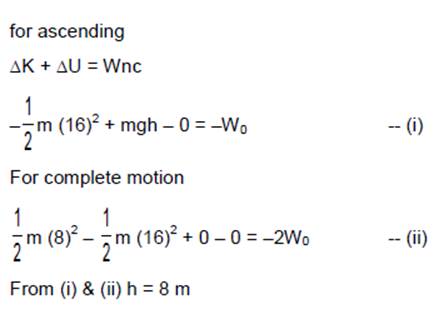 for ascending
ΔK + ΔU = Wnc
–1/2 m (16)² + mgh – 0 = –W₀ -- (i)
For complete motion
1/2 m (8)² – 1/2 m (16)² + 0 – 0 = –2W₀ -- (ii)
From (i) & (ii) h = 8 m